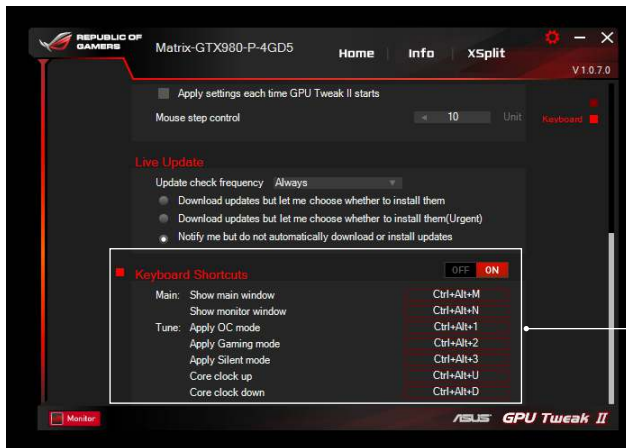 REPUBLIC OF
GAMERS
Matrix-GTX980-P-4GD5
Home
Info
XSplit
V 1.0.7.0
Apply settings each time GPU Tweak II starts
Mouse step control
10
Unit
Keyboard
Live Update
Update check frequency Always
Download updates but let me choose whether to install them
Download updates but let me choose whether to install them(Urgent)
Notify me but do not automatically download or install updates
Keyboard Shortcuts OFF ON
Main: Show main window Ctrl+Alt+M
Show monitor window Ctrl+Alt+N
Tune: Apply OC mode Ctrl+Alt+1
Apply Gaming mode Ctrl+Alt+2
Apply Silent mode Ctrl+Alt+3
Core clock up Ctrl+Alt+U
Core clock down Ctrl+Alt+D
Monitor
ASUS GPU Tweak II